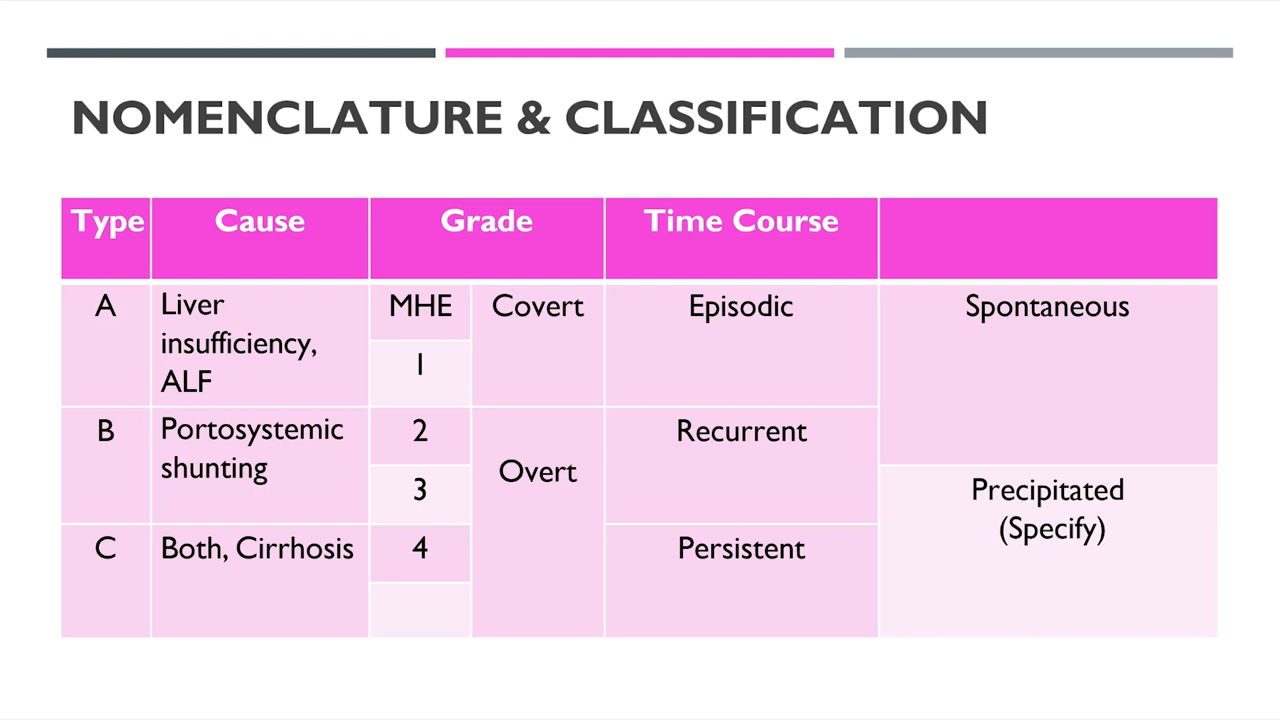 NOMENCLATURE & CLASSIFICATION
Type Cause Grade Time Course
A Liver insufficiency, ALF MHE Covert Episodic Spontaneous
1
B Portosystemic shunting 2 Overt Recurrent
3 Precipitated (Specify)
C Both, Cirrhosis 4 Persistent